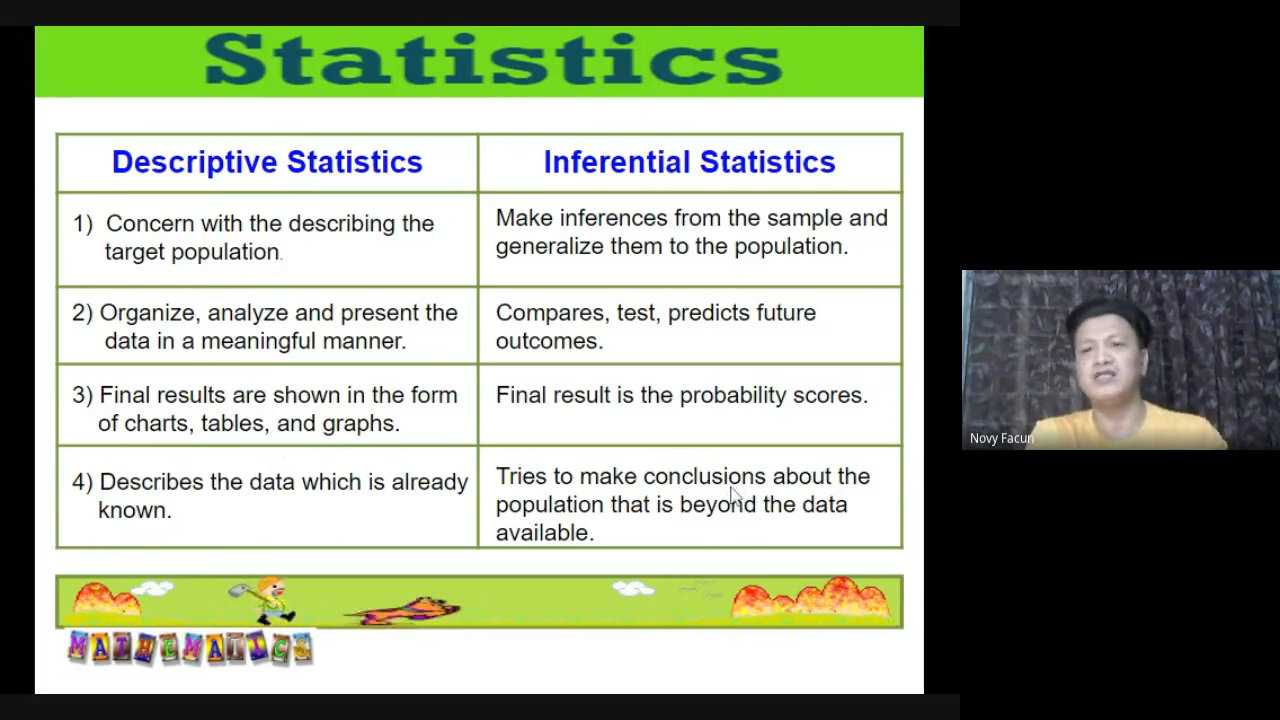 Statistics
Descriptive Statistics
Inferential Statistics
1) Concern with the describing the
target population.
Make inferences from the sample and
generalize them to the population.
2) Organize, analyze and present the
data in a meaningful manner.
Compares, test, predicts future
outcomes.
3) Final results are shown in the form
of charts, tables, and graphs.
Final result is the probability scores.
4) Describes the data which is already
known.
Tries to make conclusions about the
population that is beyond the data
available.
MATHEMATICS
Novy Facun